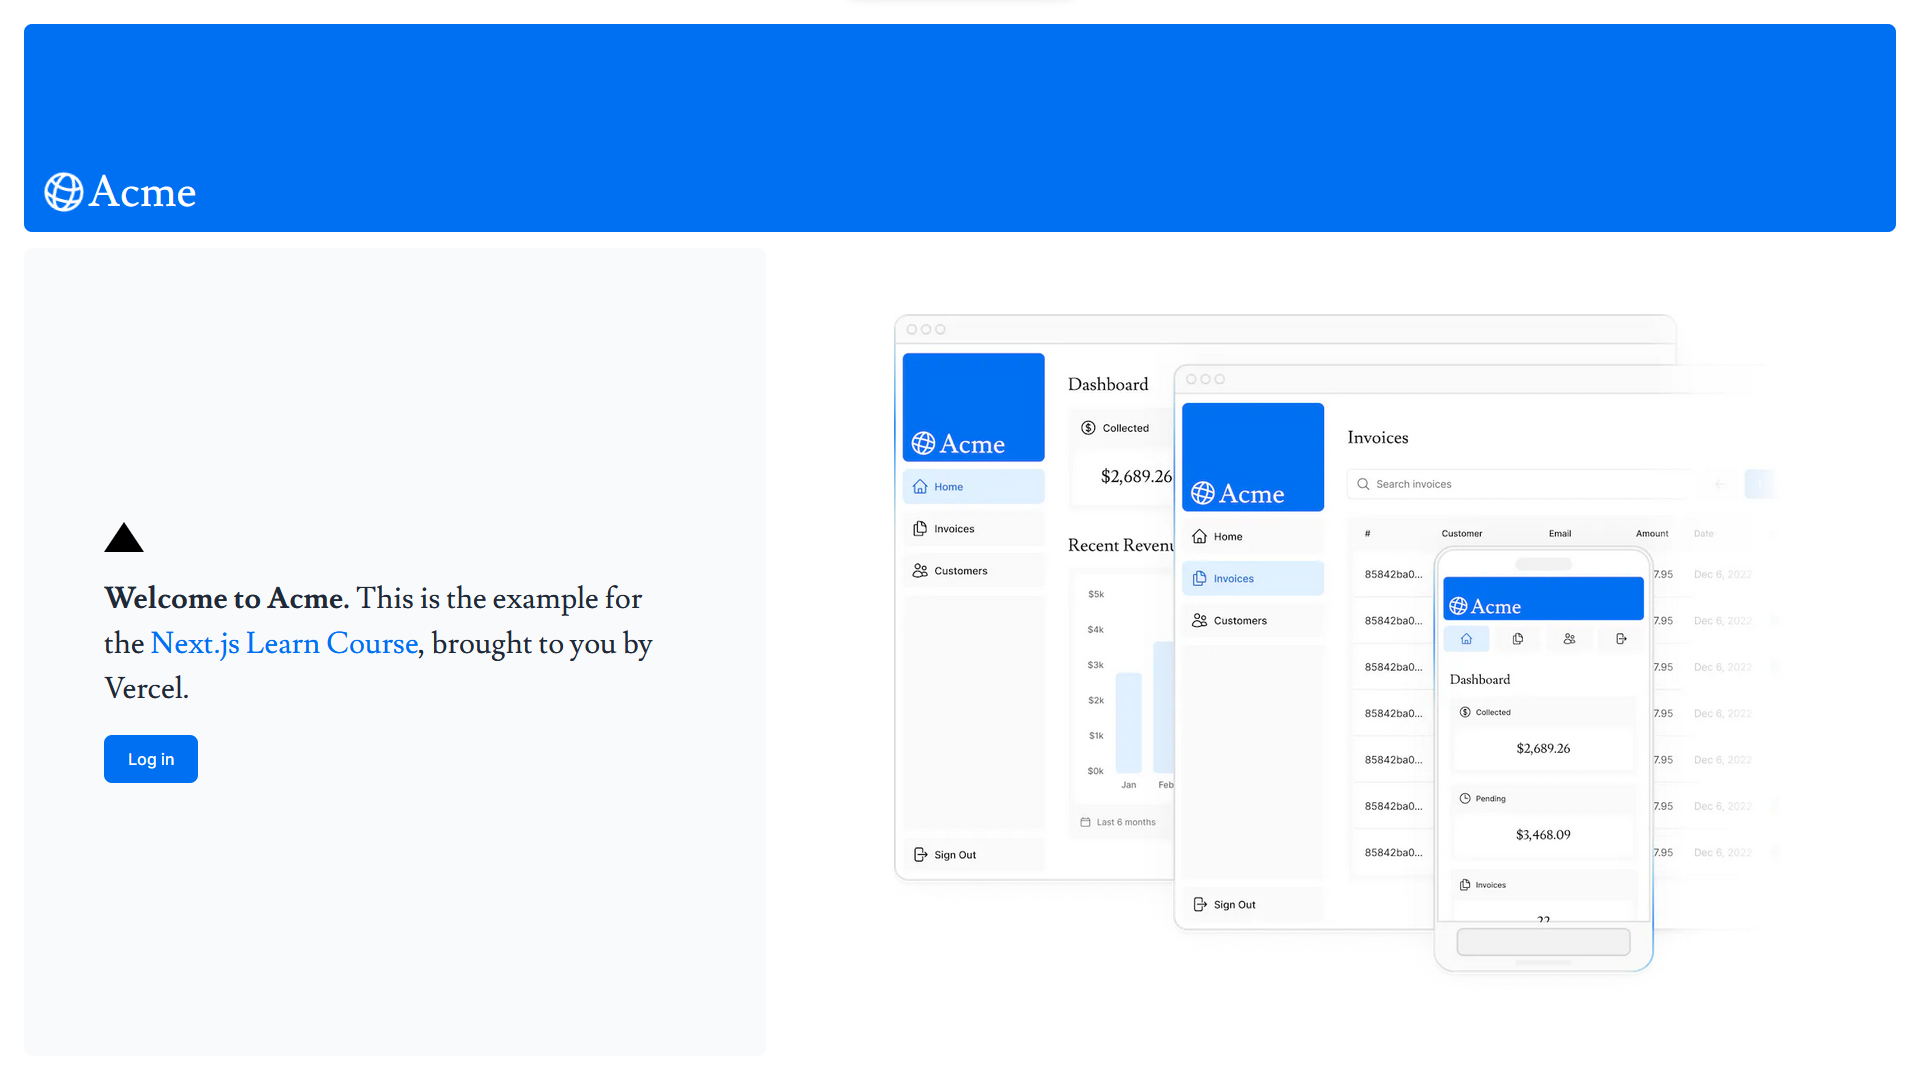 Acme
Welcome to Acme. This is the example for
the Next.js Learn Course, brought to you by
Vercel.
Log in
Acme
Home
Invoices
Customers
Sign Out
Dashboard
Collected
$2,689.26
Recent Revenu
$5k
$4k
$3k
$2k
$1k
$0k
Jan Feb
Last 6 months
Acme
Home
Invoices
Customers
Sign Out
Invoices
Search invoices
# Customer Email Amount Date
85842ba0... 7.95 Dec 6, 2022
85842ba0... 7.95 Dec 6, 2022
85842ba0... 7.95 Dec 6, 2022
85842ba0... 7.95 Dec 6, 2022
85842ba0... 7.95 Dec 6, 2022
85842ba0... 7.95 Dec 6, 2022
85842ba0... 7.95 Dec 6, 2022
Acme
Dashboard
Collected
$2,689.26
Pending
$3,468.09
Invoices
22